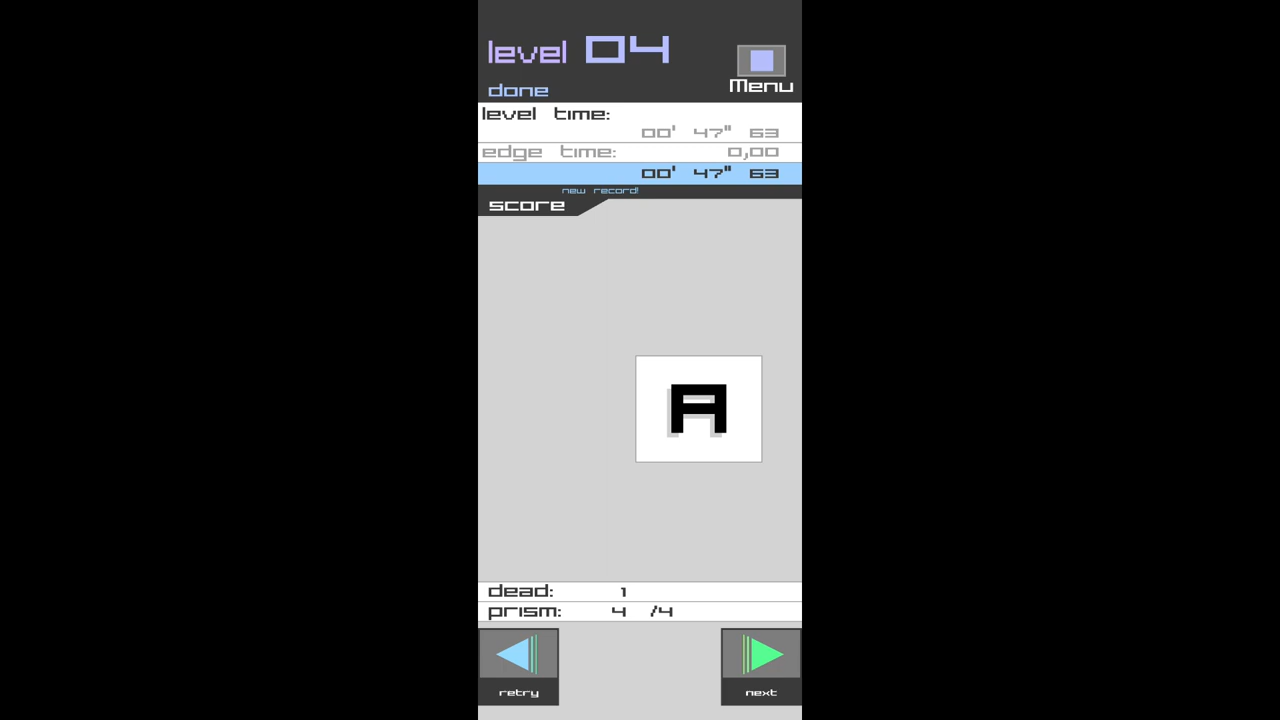 level 04
Menu
done
level time:
00' 47" 63
edge time: 0,00
00' 47" 63
new record!
score
A
dead: 1
prism: 4 /4
retry
next